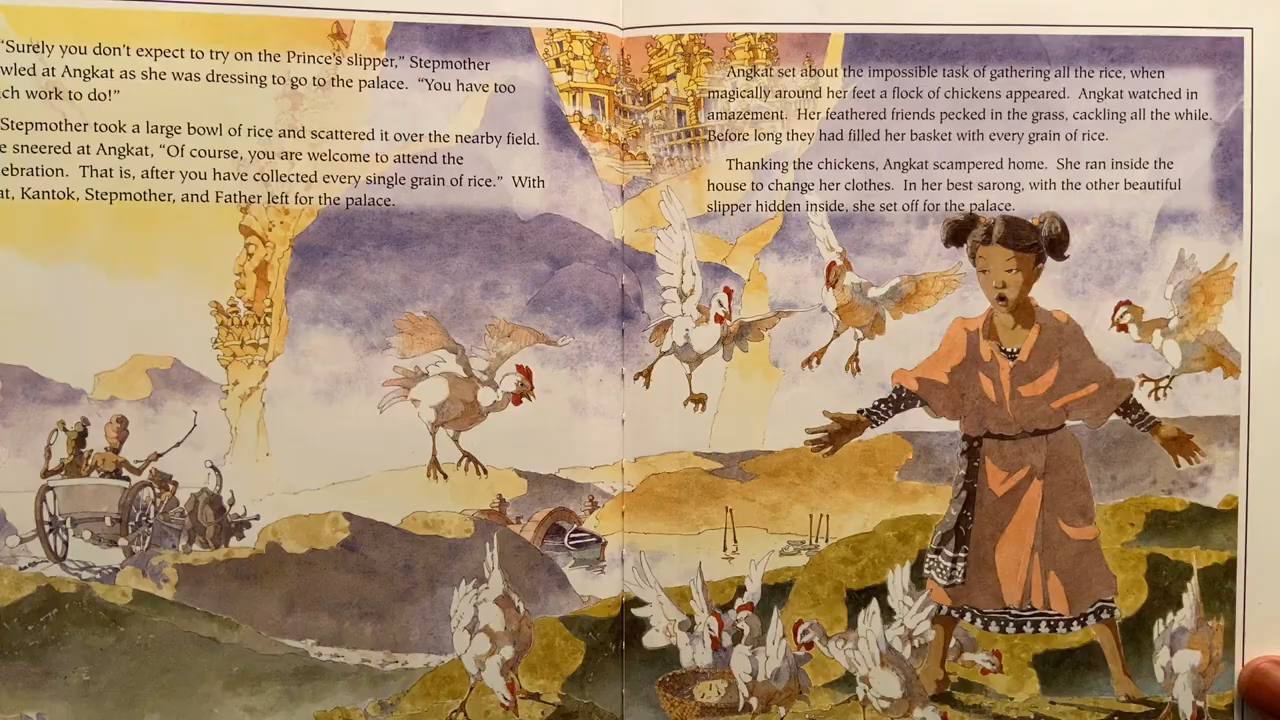 "Surely you don't expect to try on the Prince's slipper," Stepmother
wled at Angkat as she was dressing to go to the palace. "You have too
ch work to do!"
Stepmother took a large bowl of rice and scattered it over the nearby field.
e sneered at Angkat, "Of course, you are welcome to attend the
ebration. That is, after you have collected every single grain of rice." With
at, Kantok, Stepmother, and Father left for the palace.
Angkat set about the impossible task of gathering all the rice, when
magically around her feet a flock of chickens appeared. Angkat watched in
amazement. Her feathered friends pecked in the grass, cackling all the while.
Before long they had filled her basket with every grain of rice.
Thanking the chickens, Angkat scampered home. She ran inside the
house to change her clothes. In her best sarong, with the other beautiful
slipper hidden inside, she set off for the palace.